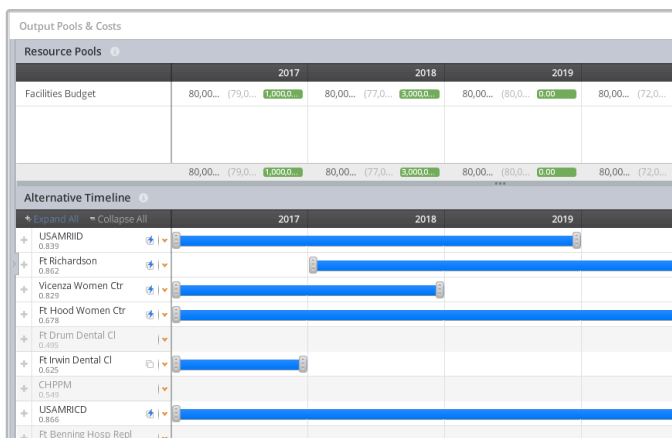 Output Pools & Costs
Resource Pools
2017 2018 2019
Facilities Budget 80,00... (79,0... 1,000,0... 80,00... (77,0... 3,000,0... 80,00... (80,0... 0.00 80,00... (72,0...
80,00... (79,0... 1,000,0... 80,00... (77,0... 3,000,0... 80,00... (80,0... 0.00 80,00... (72,0...
Alternative Timeline
Expand All Collapse All 2017 2018 2019
USAMRIID
0.839
Ft Richardson
0.862
Vicenza Women Ctr
0.829
Ft Hood Women Ctr
0.678
Ft Drum Dental Cl
0.495
Ft Irwin Dental Cl
0.625
CHPPM
0.549
USAMRICD
0.866
Ft Benning Hosp Repl